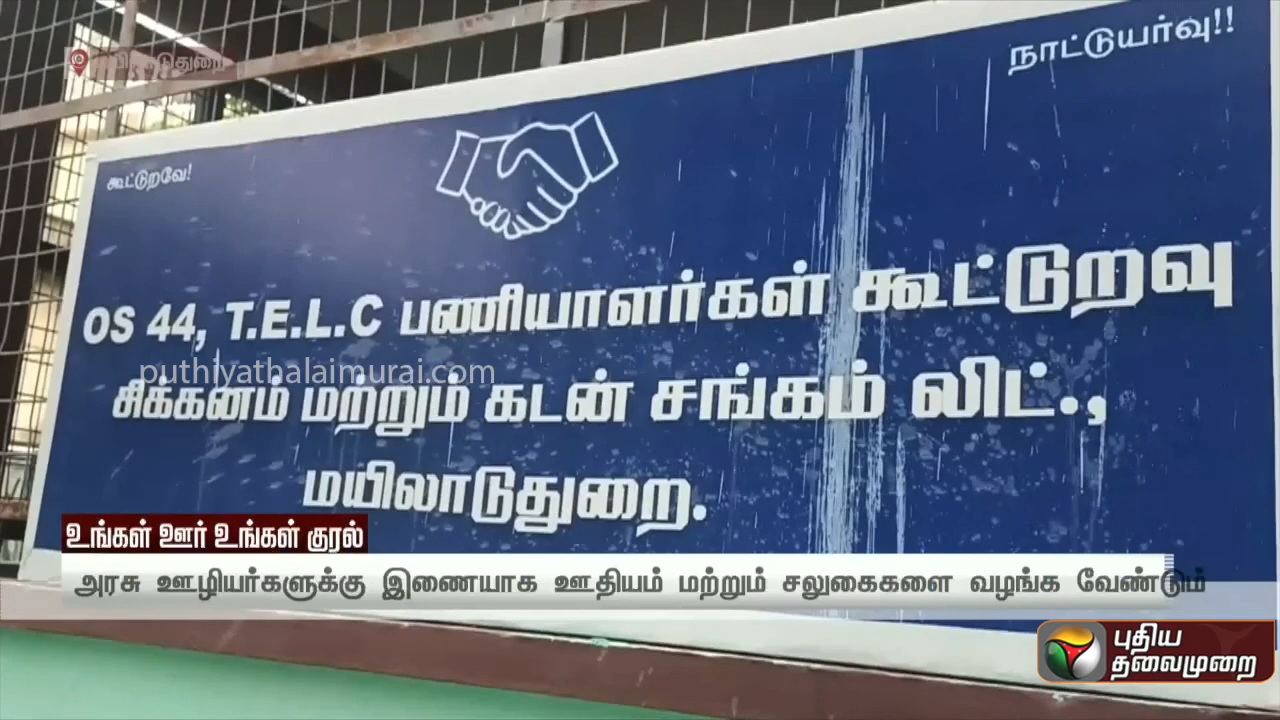 நாட்டுயர்வு!!
கூட்டுறவே!
OS 44, T.E.L.C பணியாளர்கள் கூட்டுறவு
சிக்கனம் மற்றும் கடன் சங்கம் லிட்.,
மயிலாடுதுறை.
puthiyathalaimurai.com
உங்கள் ஊர் உங்கள் குரல்
அரசு ஊழியர்களுக்கு இணையாக ஊதியம் மற்றும் சலுகைகளை வழங்க வேண்டும்
புதிய
தலைமுறை